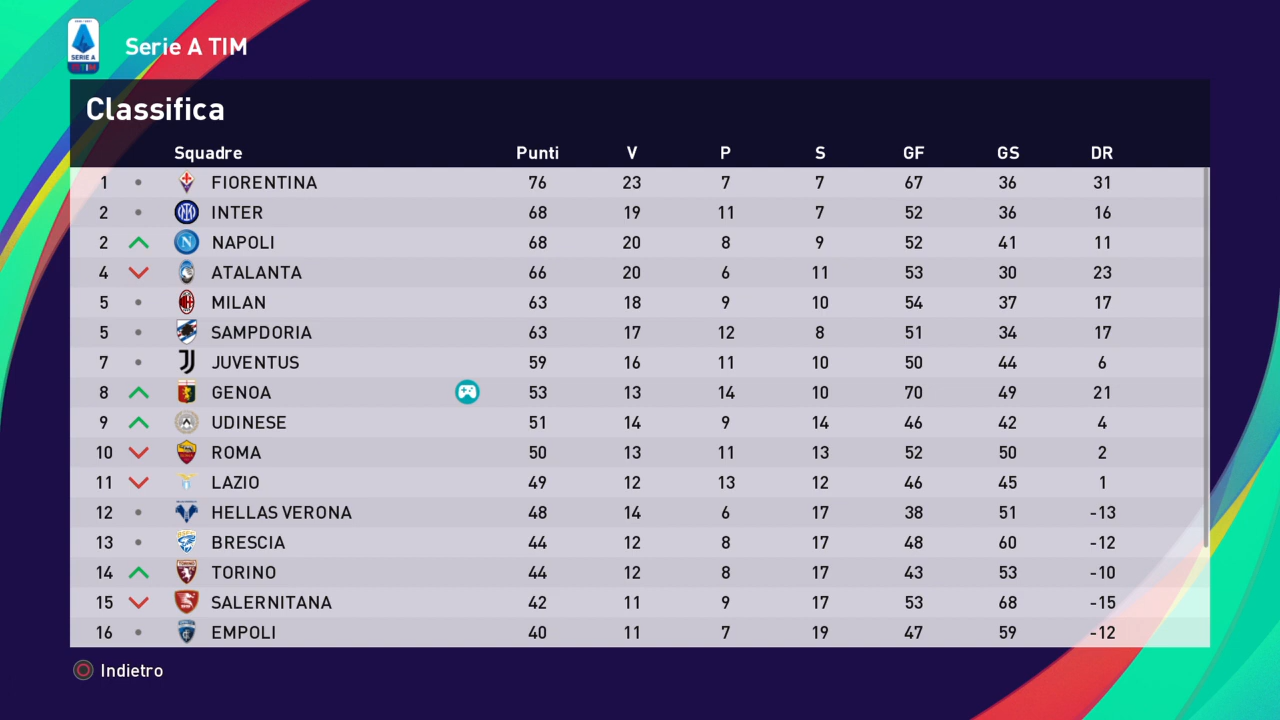 SERIE A
TIM
Serie A TIM
Classifica
Squadre Punti V P S GF GS DR
1 FIORENTINA 76 23 7 7 67 36 31
2 INTER 68 19 11 7 52 36 16
2 NAPOLI 68 20 8 9 52 41 11
4 ATALANTA 66 20 6 11 53 30 23
5 MILAN 63 18 9 10 54 37 17
5 SAMPDORIA 63 17 12 8 51 34 17
7 JUVENTUS 59 16 11 10 50 44 6
8 GENOA 53 13 14 10 70 49 21
9 UDINESE 51 14 9 14 46 42 4
10 ROMA 50 13 11 13 52 50 2
11 LAZIO 49 12 13 12 46 45 1
12 HELLAS VERONA 48 14 6 17 38 51 -13
13 BRESCIA 44 12 8 17 48 60 -12
14 TORINO 44 12 8 17 43 53 -10
15 SALERNITANA 42 11 9 17 53 68 -15
16 EMPOLI 40 11 7 19 47 59 -12
Indietro